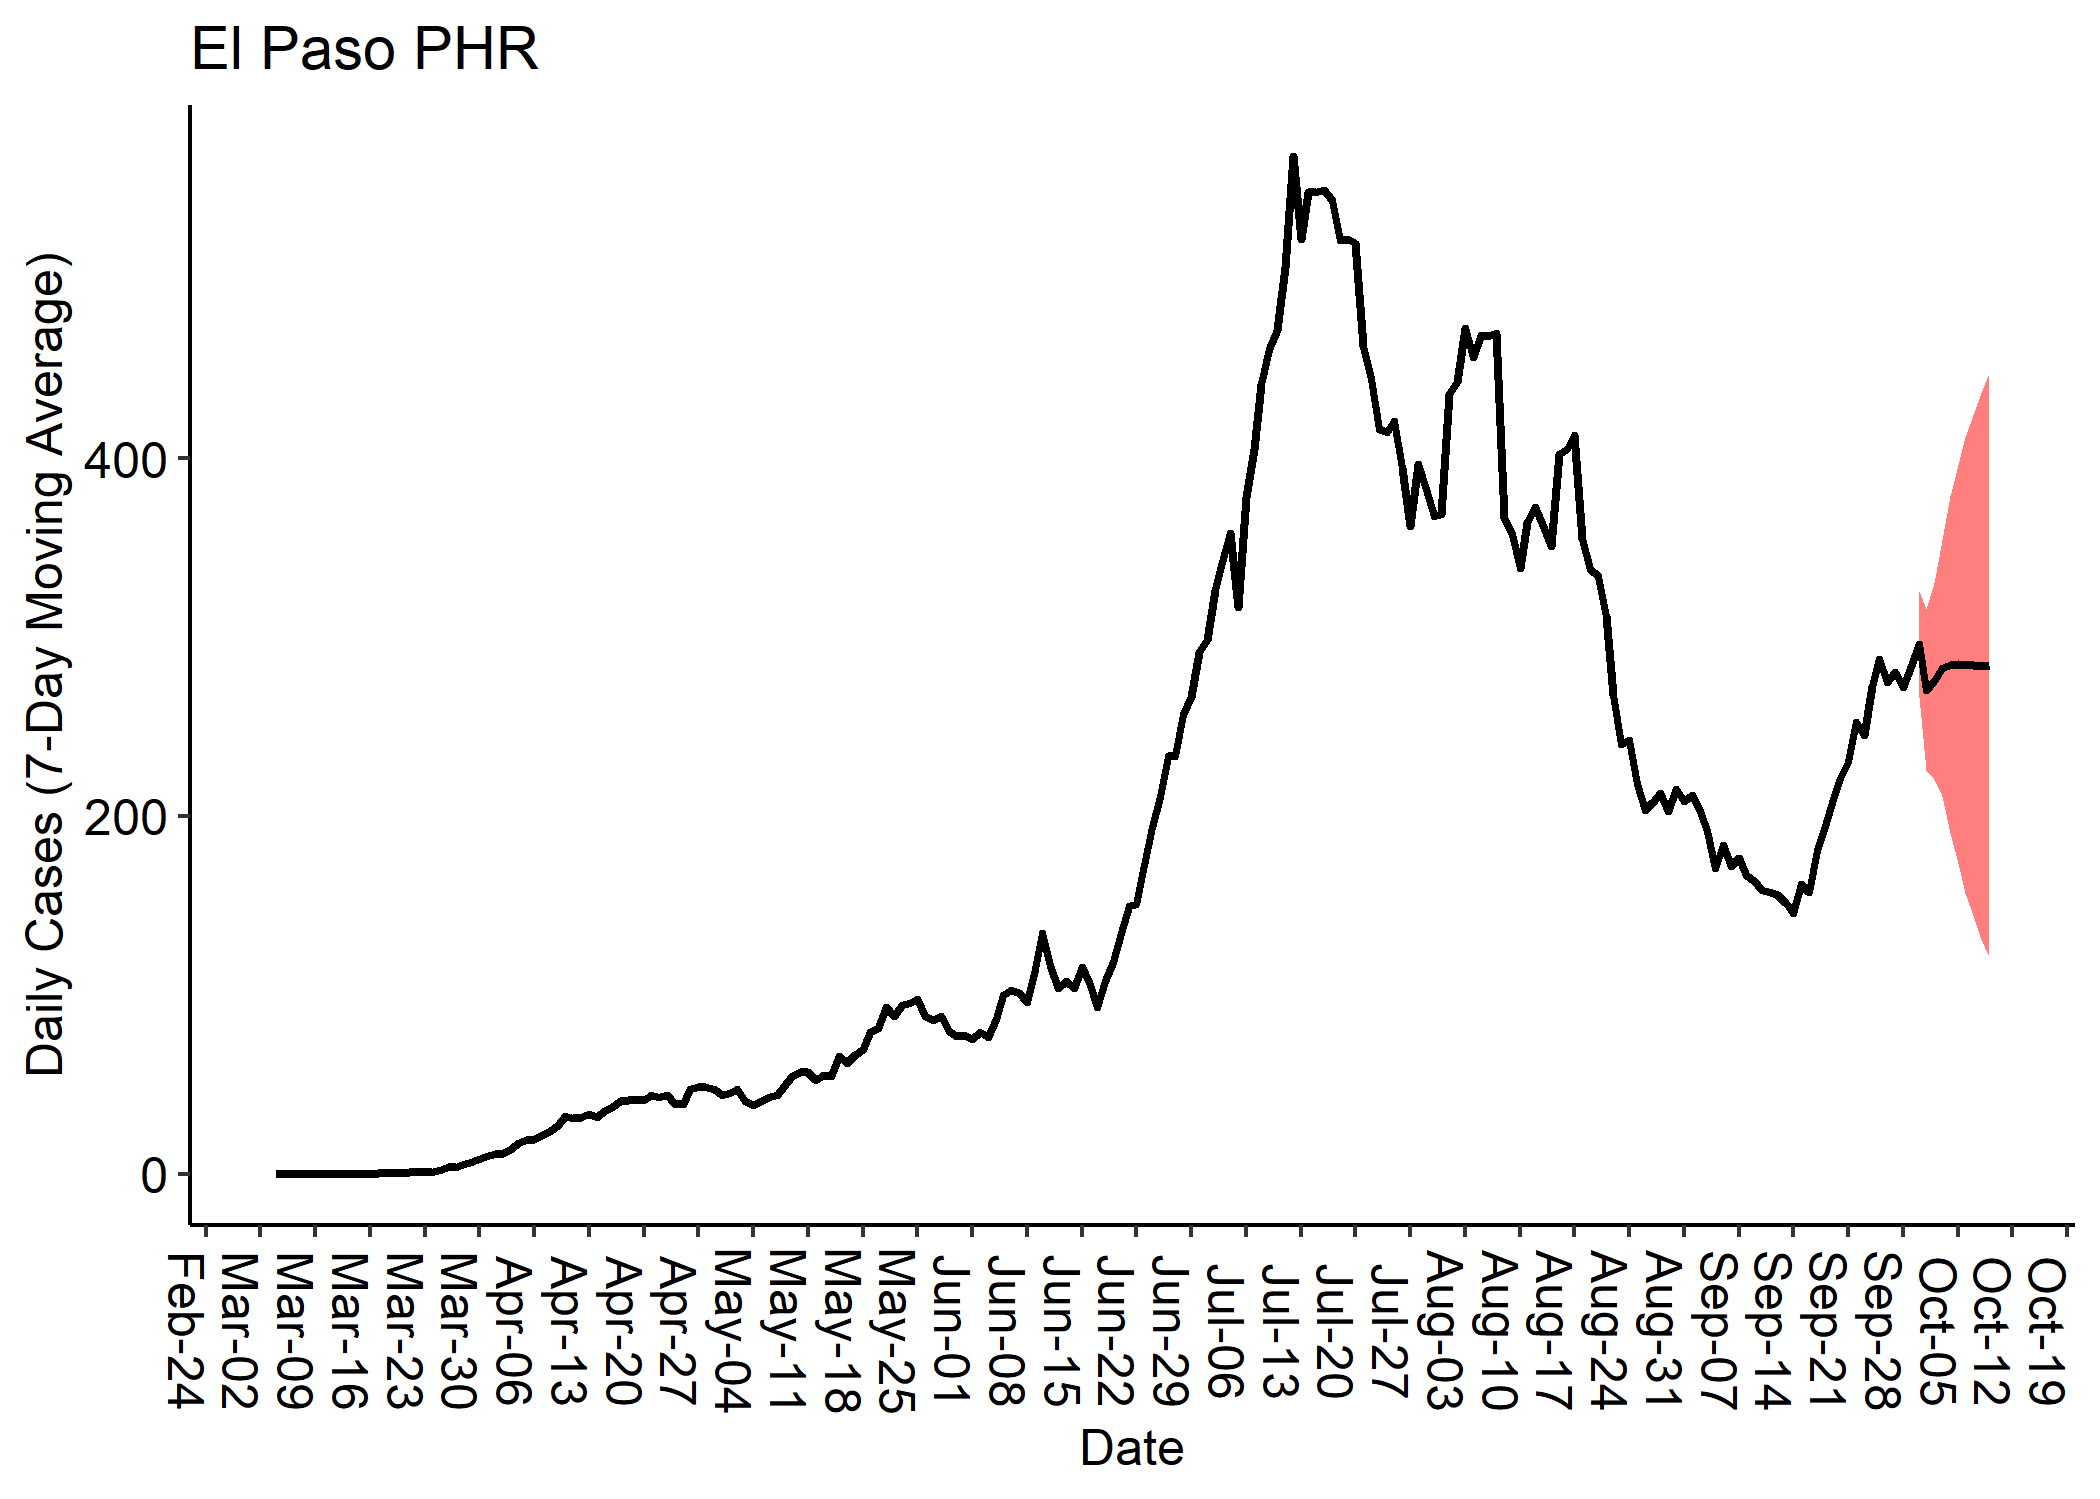 El Paso PHR
Daily Cases (7-Day Moving Average)
400
200
0
Feb-24
Mar-02
Mar-09
Mar-16
Mar-23
Mar-30
Apr-06
Apr-13
Apr-20
Apr-27
May-04
May-11
May-18
May-25
Jun-01
Jun-08
Jun-15
Jun-22
Jun-29
Jul-06
Jul-13
Jul-20
Jul-27
Aug-03
Aug-10
Aug-17
Aug-24
Aug-31
Sep-07
Sep-14
Sep-21
Sep-28
Oct-05
Oct-12
Oct-19
Date